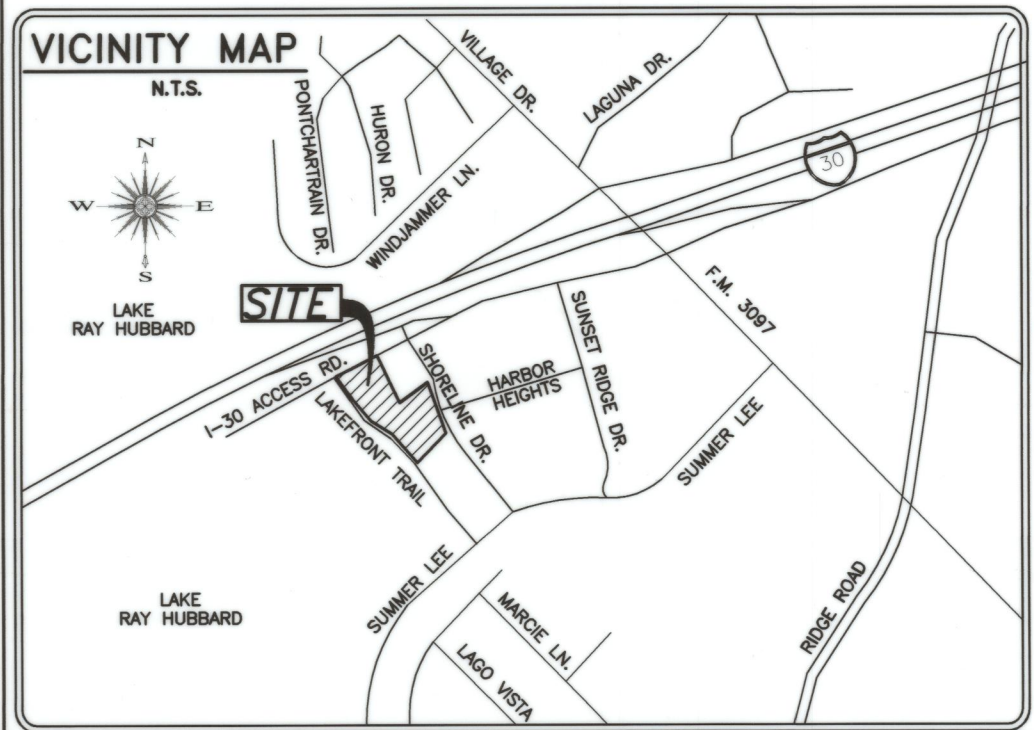 VICINITY MAP
N.T.S.
N
W
E
S
PONTCHARTRAIN DR.
HURON DR.
WINDJAMMER LN.
VILLAGE DR.
LAGUNA DR.
30
LAKE
RAY HUBBARD
SITE
I-30 ACCESS RD.
LAKEFRONT TRAIL
SHORELINE DR.
HARBOR
HEIGHTS
SUNSET RIDGE DR.
F.M. 3097
SUMMER LEE
SUMMER LEE
LAKE
RAY HUBBARD
MARCIE LN.
LAGO VISTA
RIDGE ROAD